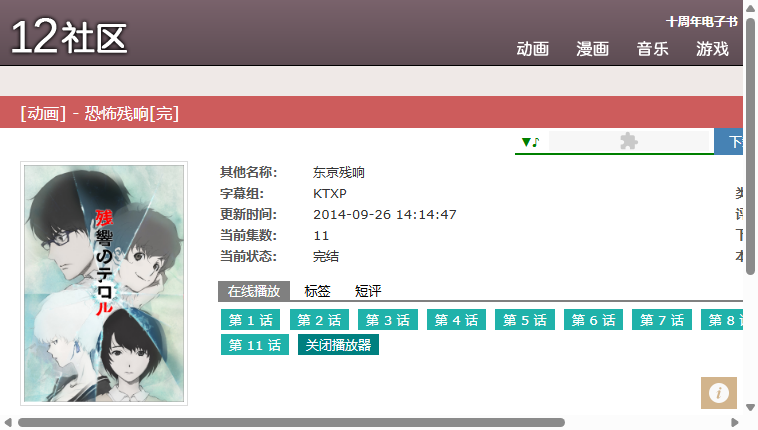 十周年电子书
12社区
动画 漫画 音乐 游戏
[动画] - 恐怖残响[完]
▼♪
下
其他名称: 东京残响
字幕组: KTXP
更新时间: 2014-09-26 14:14:47
当前集数: 11
当前状态: 完结
残
響
の
テ
ロ
ル
在线播放 标签 短评
第 1 话 第 2 话 第 3 话 第 4 话 第 5 话 第 6 话 第 7 话 第 8
第 11 话 关闭播放器